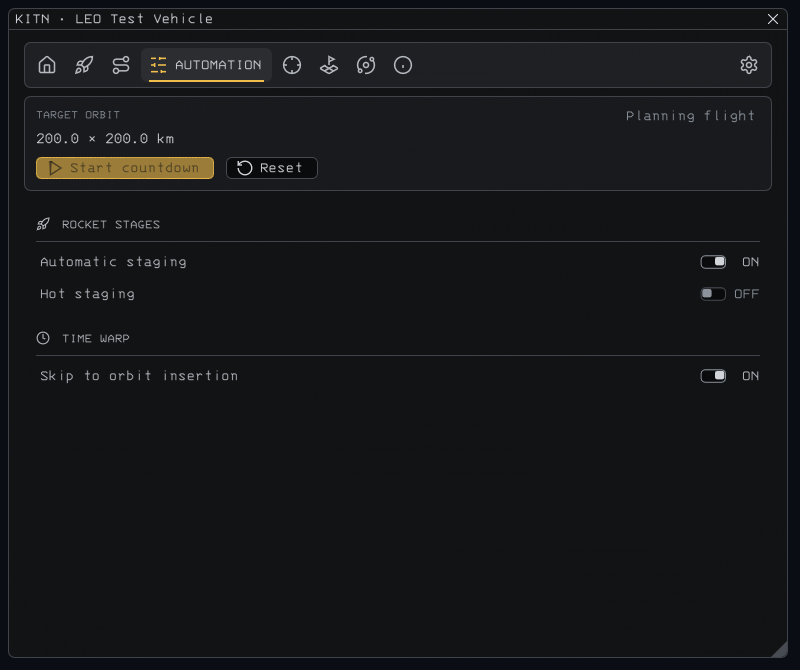 KITN · LEO Test Vehicle
AUTOMATION
TARGET ORBIT
Planning flight
200.0 × 200.0 km
Start countdown
Reset
ROCKET STAGES
Automatic staging
ON
Hot staging
OFF
TIME WARP
Skip to orbit insertion
ON